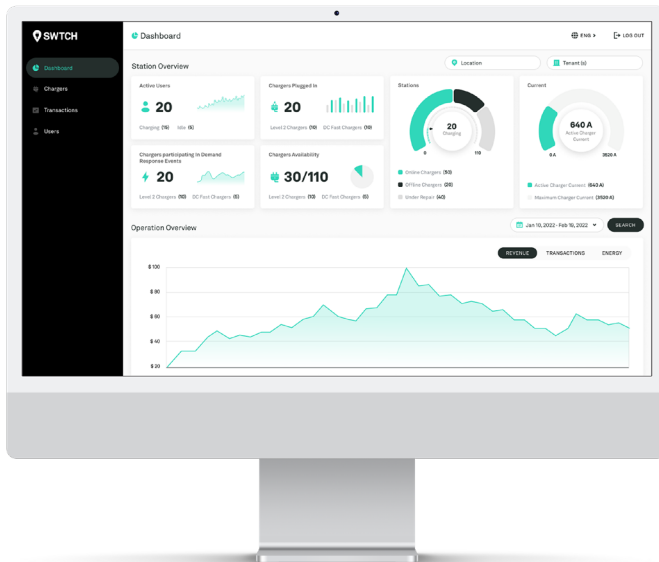 SWTCH
Dashboard
ENG >
LOG OUT
Dashboard
Chargers
Transactions
Users
Station Overview
Location
Tenant (s)
Active Users
20
Charging (15) Idle (5)
Chargers Plugged In
20
Level 2 Chargers (10) DC Fast Chargers (10)
Chargers participating In Demand
Response Events
20
Level 2 Chargers (10) DC Fast Chargers (5)
Chargers Availability
30/110
Level 2 Chargers (10) DC Fast Chargers (5)
Stations
20
Charging
0 110
Online Chargers (50)
Offline Chargers (25)
Under Repair (40)
Current
640 A
Active Charger
Current
0 A 3520 A
Active Charger Current (640 A)
Maximum Charger Current (3520 A)
Operation Overview
Jan 10, 2022 - Feb 18, 2022
SEARCH
REVENUE TRANSACTIONS ENERGY
$ 100
$ 80
$ 60
$ 40
$ 20